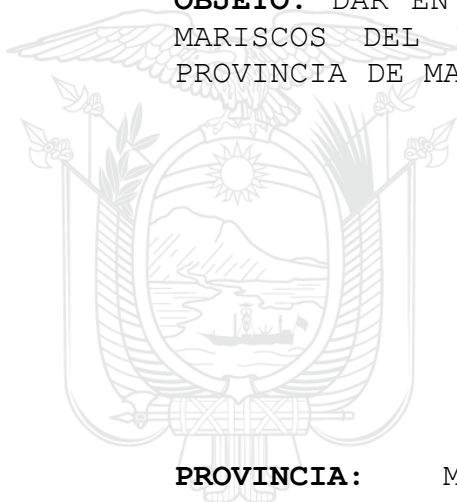 OBJETO: DAR EN
MARISCOS DEL
PROVINCIA DE MA
PROVINCIA: M